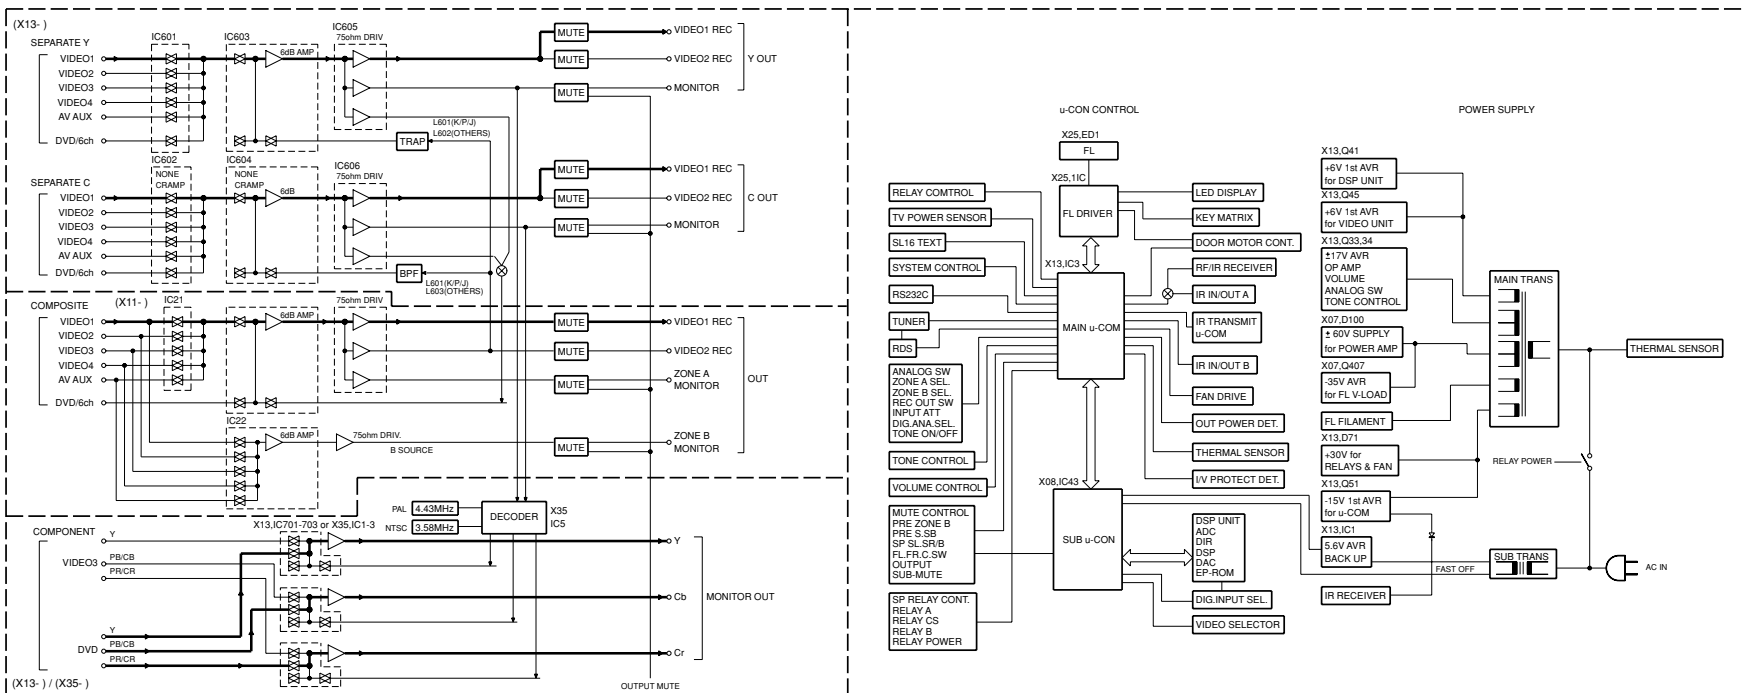 (X13- )
SEPARATE Y
VIDEO1
VIDEO2
VIDEO3
VIDEO4
AV AUX
DVD/6ch
IC601
IC603
6dB AMP
IC605
75ohm DRIV
L601(K/P/J)
L602(OTHERS)
TRAP
MUTE
MUTE
MUTE
VIDEO1 REC
VIDEO2 REC
MONITOR
Y OUT
SEPARATE C
VIDEO1
VIDEO2
VIDEO3
VIDEO4
AV AUX
DVD/6ch
IC602
NONE
CRAMP
IC604
NONE
CRAMP
6dB
IC606
75ohm DRIV
BPF
L601(K/P/J)
L603(OTHERS)
MUTE
MUTE
MUTE
VIDEO1 REC
VIDEO2 REC
MONITOR
C OUT
COMPOSITE
(X11- )
VIDEO1
VIDEO2
VIDEO3
VIDEO4
AV AUX
DVD/6ch
IC21
6dB AMP
75ohm DRIV
MUTE
MUTE
MUTE
VIDEO1 REC
VIDEO2 REC
ZONE A
MONITOR
OUT
IC22
6dB AMP
75ohm DRIV.
B SOURCE
MUTE
ZONE B
MONITOR
PAL
4.43MHz
NTSC
3.58MHz
DECODER
X35
IC5
COMPONENT
X13,IC701-703 or X35,IC1-3
VIDEO3
Y
PB/CB
PR/CR
DVD
Y
PB/CB
PR/CR
Y
Cb
Cr
MONITOR OUT
(X13- ) / (X35- )
OUTPUT MUTE
u-CON CONTROL
X25,ED1
FL
X25,1IC
FL DRIVER
X13,IC3
MAIN u-COM
X08,IC43
SUB u-CON
RELAY COMTROL
TV POWER SENSOR
SL16 TEXT
SYSTEM CONTROL
RS232C
TUNER
RDS
ANALOG SW
ZONE A SEL.
ZONE B SEL.
REC OUT SW
INPUT ATT
DIG.ANA.SEL.
TONE ON/OFF
TONE CONTROL
VOLUME CONTROL
MUTE CONTROL
PRE ZONE B
PRE S.SB
SP SL.SR/B
FL.FR.C.SW
OUTPUT
SUB-MUTE
SP RELAY CONT.
RELAY A
RELAY CS
RELAY B
RELAY POWER
LED DISPLAY
KEY MATRIX
DOOR MOTOR CONT.
RF/IR RECEIVER
IR IN/OUT A
IR TRANSMIT
u-COM
IR IN/OUT B
FAN DRIVE
OUT POWER DET.
THERMAL SENSOR
I/V PROTECT DET.
DSP UNIT
ADC
DIR
DSP
DAC
EP-ROM
DIG.INPUT SEL.
VIDEO SELECTOR
POWER SUPPLY
X13,Q41
+6V 1st AVR
for DSP UNIT
X13,Q45
+6V 1st AVR
for VIDEO UNIT
X13,Q33,34
±17V AVR
OP AMP
VOLUME
ANALOG SW
TONE CONTROL
X07,D100
± 60V SUPPLY
for POWER AMP
X07,Q407
-35V AVR
for FL V-LOAD
FL FILAMENT
X13,D71
+30V for
RELAYS & FAN
X13,Q51
-15V 1st AVR
for u-COM
X13,IC1
5.6V AVR
BACK UP
IR RECEIVER
MAIN TRANS
THERMAL SENSOR
RELAY POWER
SUB TRANS
FAST OFF
AC IN